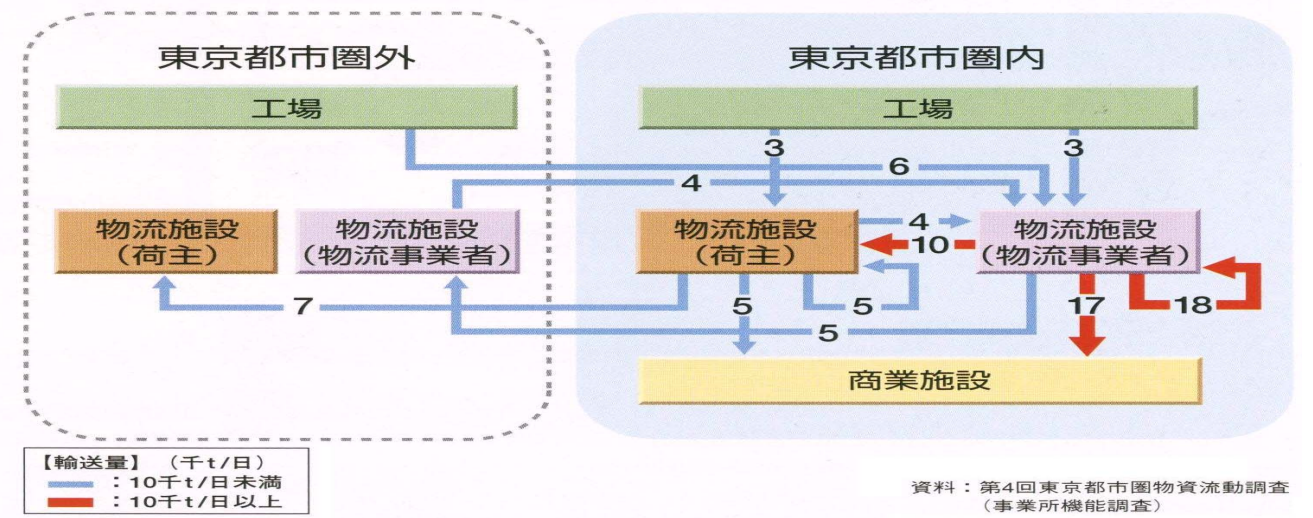 東京都市圏外
東京都市圏内
工場
工場
3
3
6
4
物流施設
(荷主)
物流施設
(物流事業者)
物流施設
(荷主)
物流施設
(物流事業者)
4
10
7
5
5
17
18
5
商業施設
【輸送量】 (千t/日)
:10千t/日未満
:10千t/日以上
資料:第4回東京都市圏物資流動調査
(事業所機能調査)